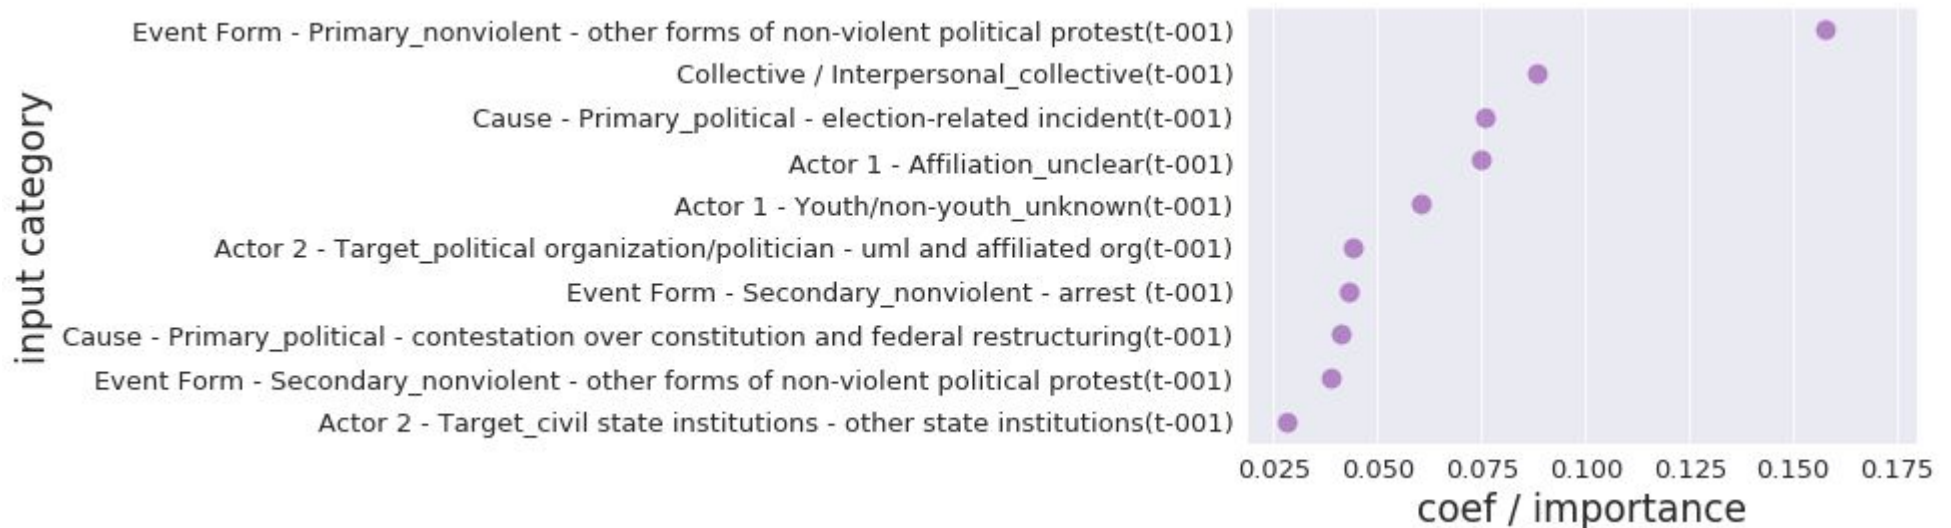 input category
Event Form - Primary_nonviolent - other forms of non-violent political protest(t-001)
Collective / Interpersonal_collective(t-001)
Cause - Primary_political - election-related incident(t-001)
Actor 1 - Affiliation_unclear(t-001)
Actor 1 - Youth/non-youth_unknown(t-001)
Actor 2 - Target_political organization/politician - uml and affiliated org(t-001)
Event Form - Secondary_nonviolent - arrest (t-001)
Cause - Primary_political - contestation over constitution and federal restructuring(t-001)
Event Form - Secondary_nonviolent - other forms of non-violent political protest(t-001)
Actor 2 - Target_civil state institutions - other state institutions(t-001)
0.025 0.050 0.075 0.100 0.125 0.150 0.175
coef / importance